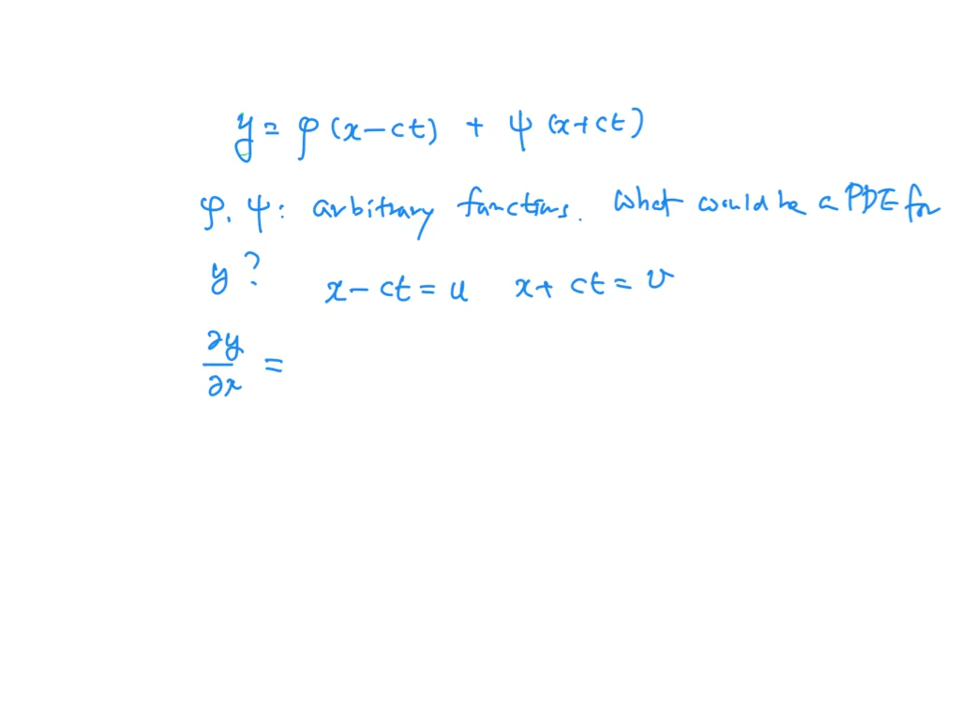 y = φ(x-ct) + ψ(x+ct)
φ. ψ: arbitrary functions. What would be a PDE for
y? x-ct = u x+ct = v
∂y/∂x =